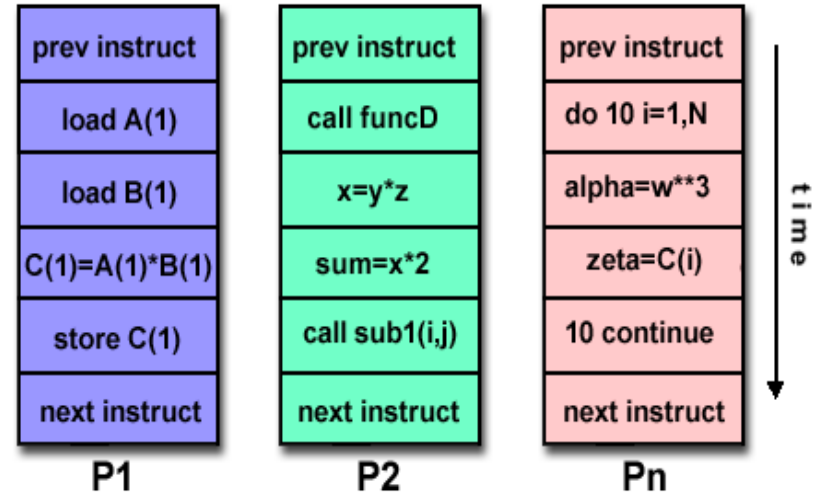 prev instruct
load A(1)
load B(1)
C(1)=A(1)*B(1)
store C(1)
next instruct
P1
prev instruct
call funcD
x=y*z
sum=x*2
call sub1(i,j)
next instruct
P2
prev instruct
do 10 i=1,N
alpha=w**3
zeta=C(i)
10 continue
next instruct
Pn
time